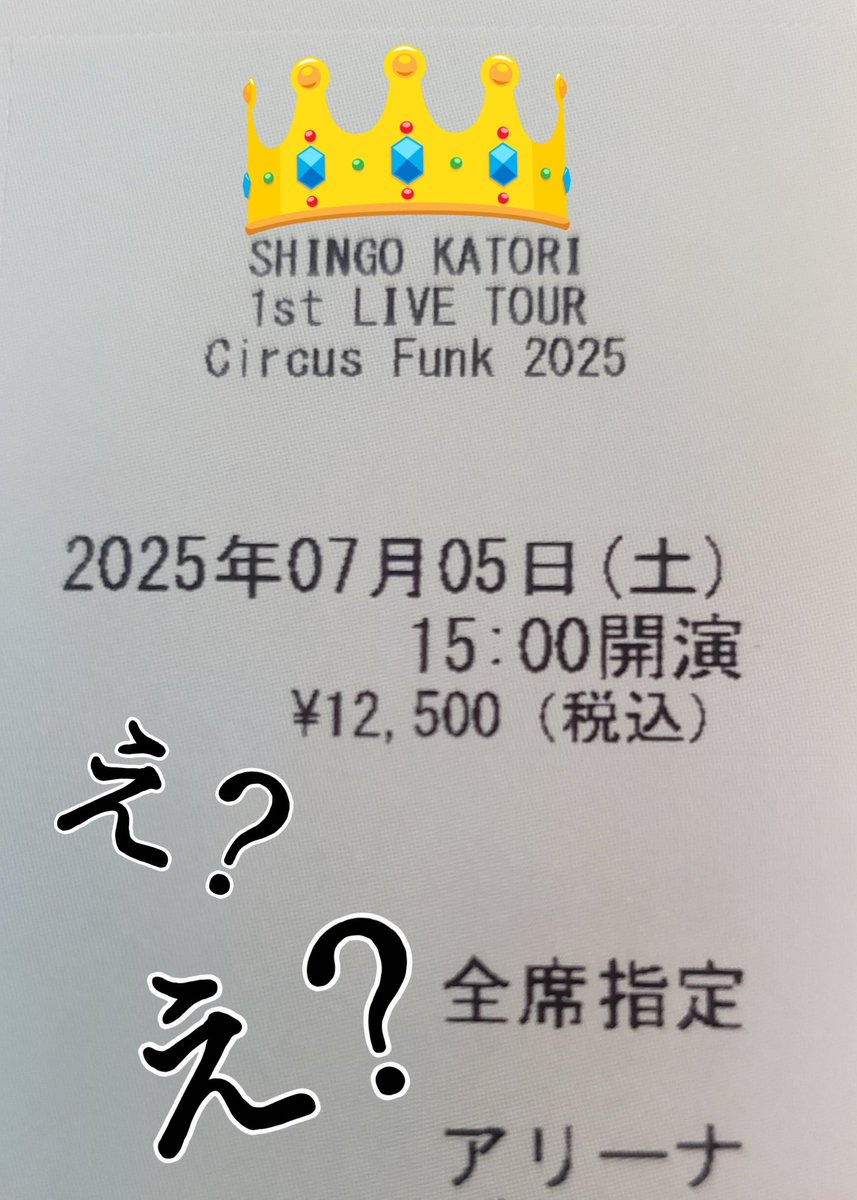 SHINGO KATORI
1st LIVE TOUR
Circus Funk 2025
2025年07月05日(土)
15:00開演
¥12,500 (税込)
え?
え?
全席指定
アリーナ